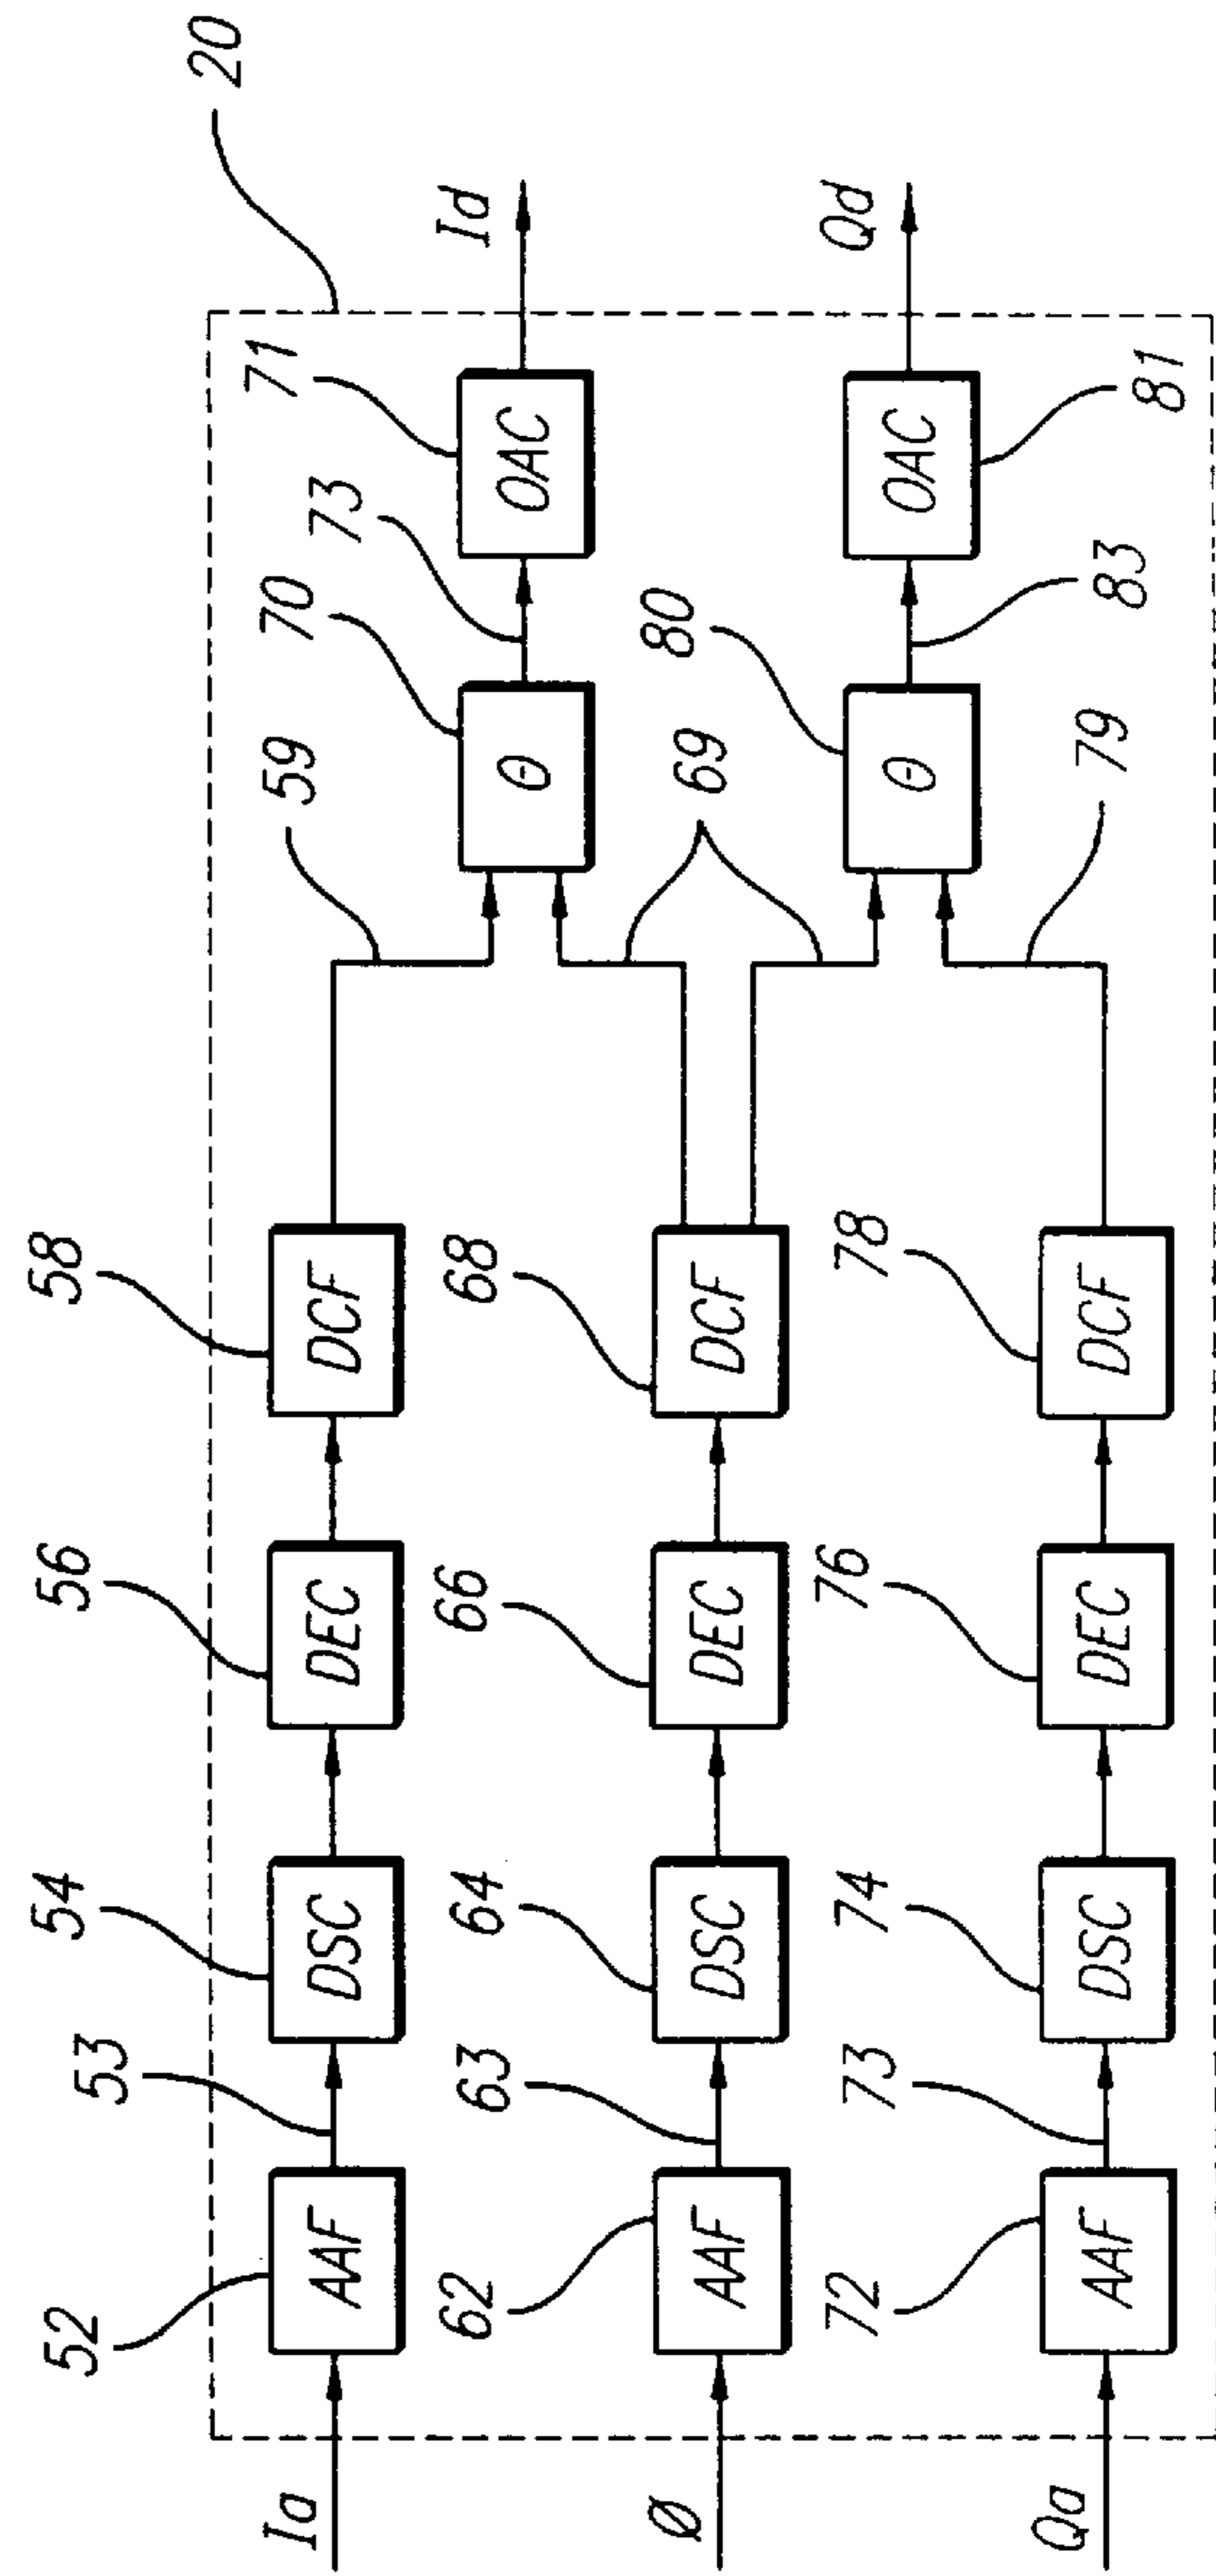 20
Ia
52
AAF
53
54
DSC
56
DEC
58
DCF
59
70
Θ
73
71
OAC
Id
Ø
62
AAF
63
64
DSC
66
DEC
68
DCF
69
80
Θ
83
81
OAC
Qd
Qa
72
AAF
73
74
DSC
76
DEC
78
DCF
79